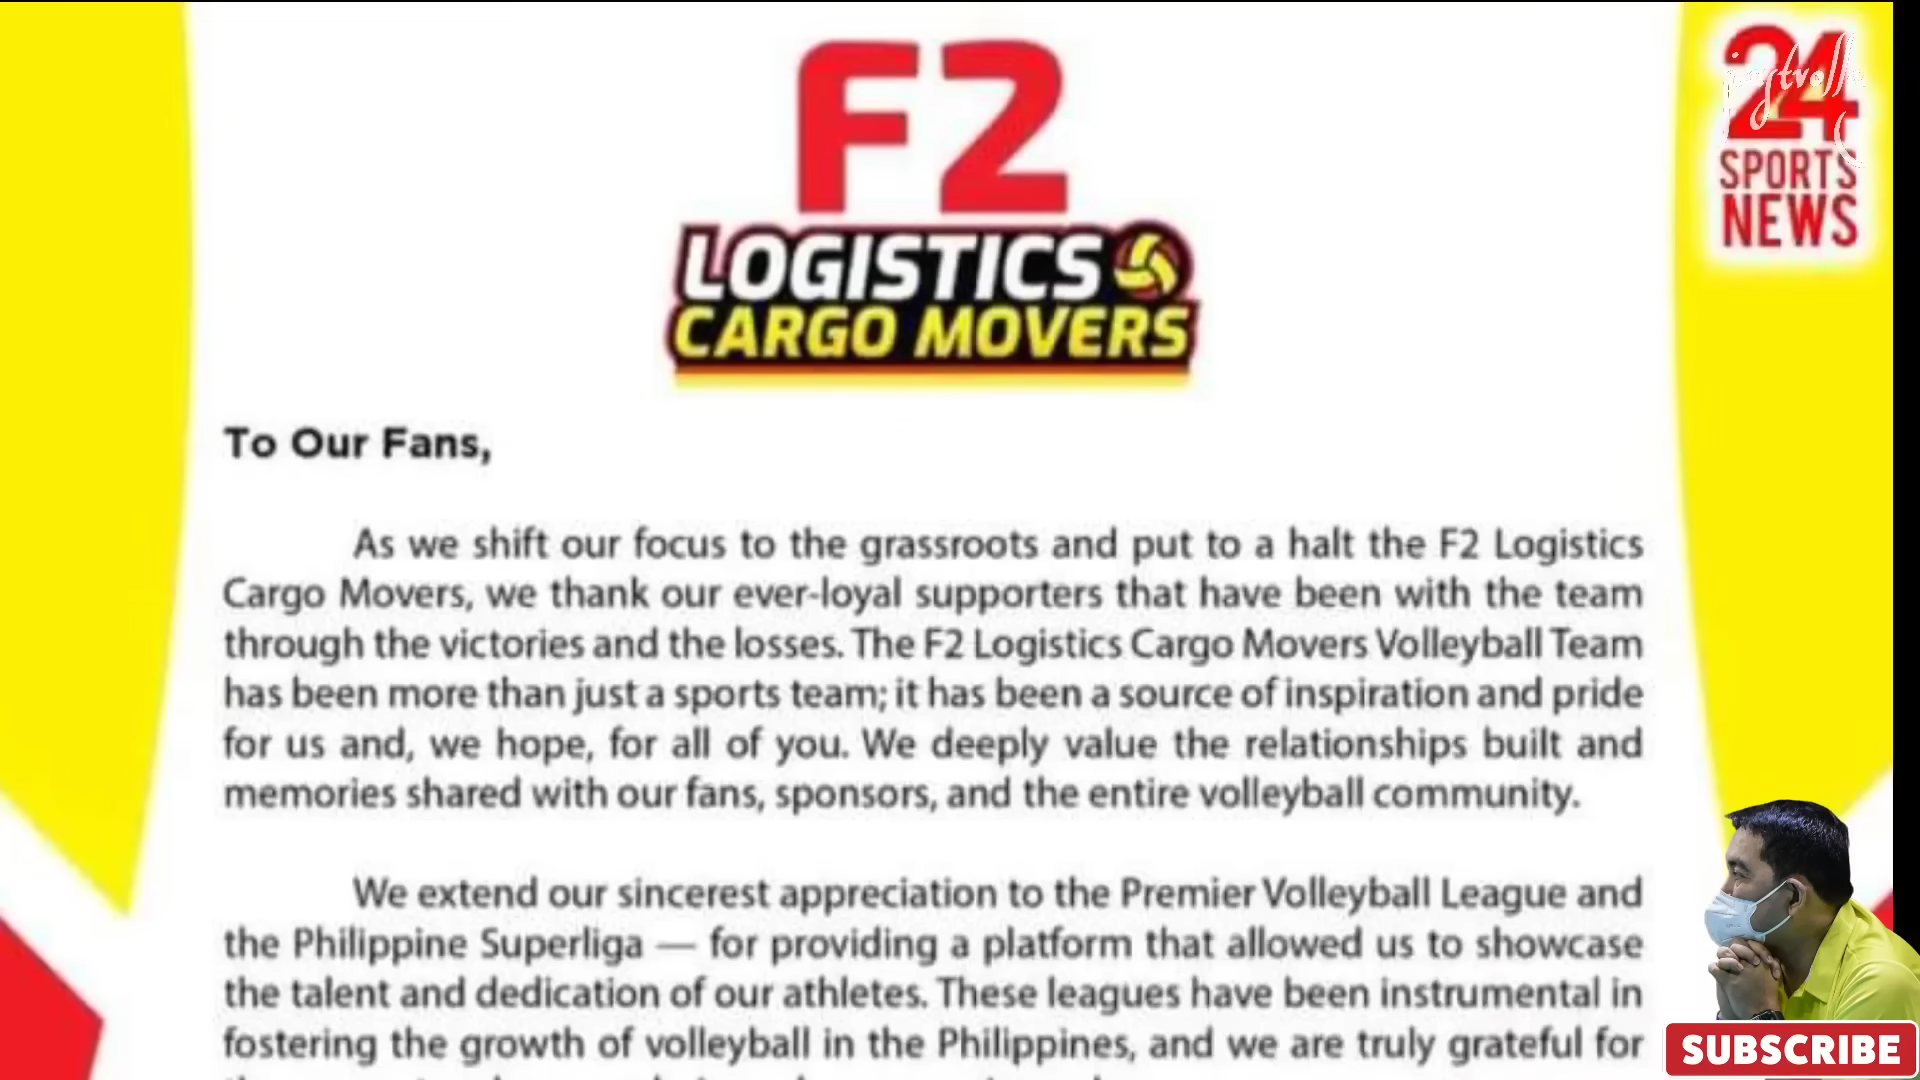 F2
LOGISTICS
CARGO MOVERS
24
SPORTS
NEWS
To Our Fans,
As we shift our focus to the grassroots and put to a halt the F2 Logistics
Cargo Movers, we thank our ever-loyal supporters that have been with the team
through the victories and the losses. The F2 Logistics Cargo Movers Volleyball Team
has been more than just a sports team; it has been a source of inspiration and pride
for us and, we hope, for all of you. We deeply value the relationships built and
memories shared with our fans, sponsors, and the entire volleyball community.
We extend our sincerest appreciation to the Premier Volleyball League and
the Philippine Superliga — for providing a platform that allowed us to showcase
the talent and dedication of our athletes. These leagues have been instrumental in
fostering the growth of volleyball in the Philippines, and we are truly grateful for
SUBSCRIBE